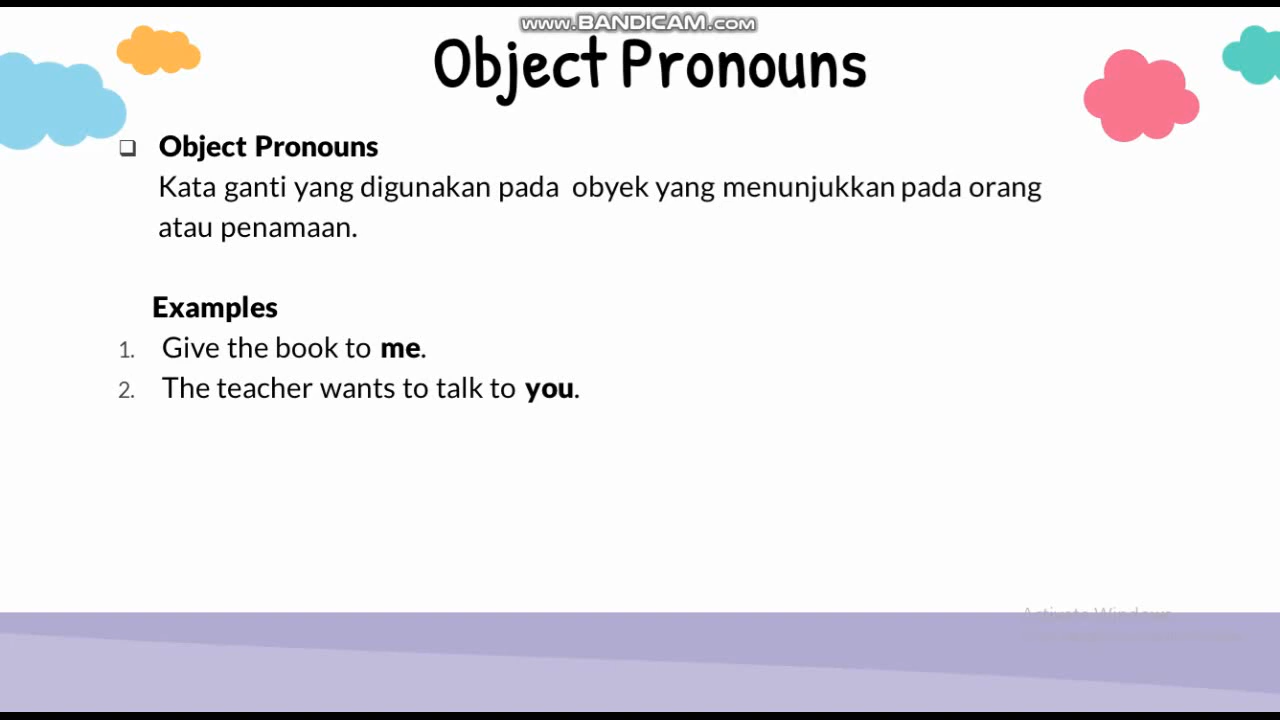 www.BANDICAM.com
Object Pronouns
❑ Object Pronouns
Kata ganti yang digunakan pada obyek yang menunjukkan pada orang
atau penamaan.
Examples
1. Give the book to me.
2. The teacher wants to talk to you.
Activate Windows